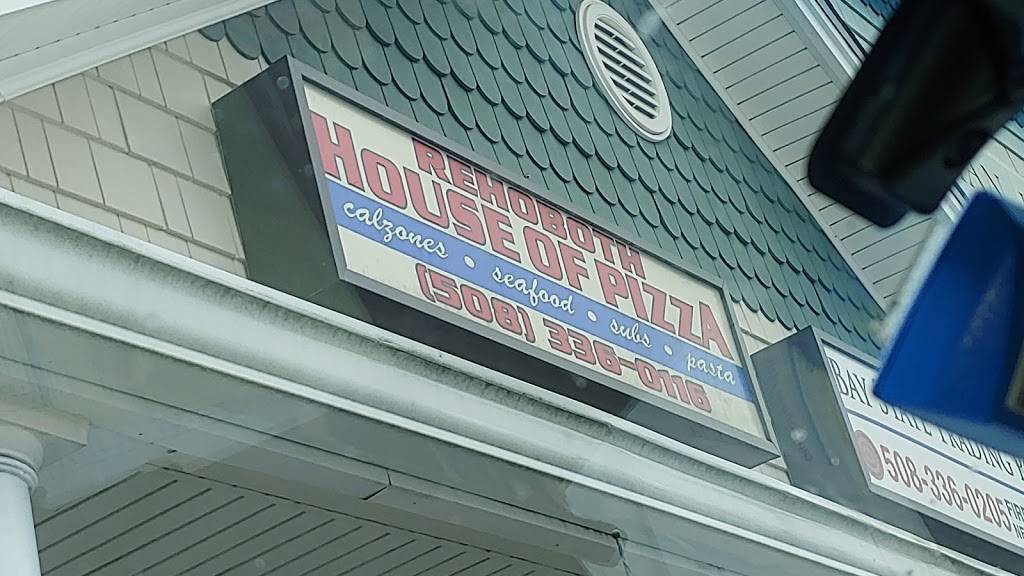 REHOBOTH
HOUSE OF PIZZA
calzones • seafood • subs • pasta
(508) 336-0116
BAY STATE TRADING
508-336-0205